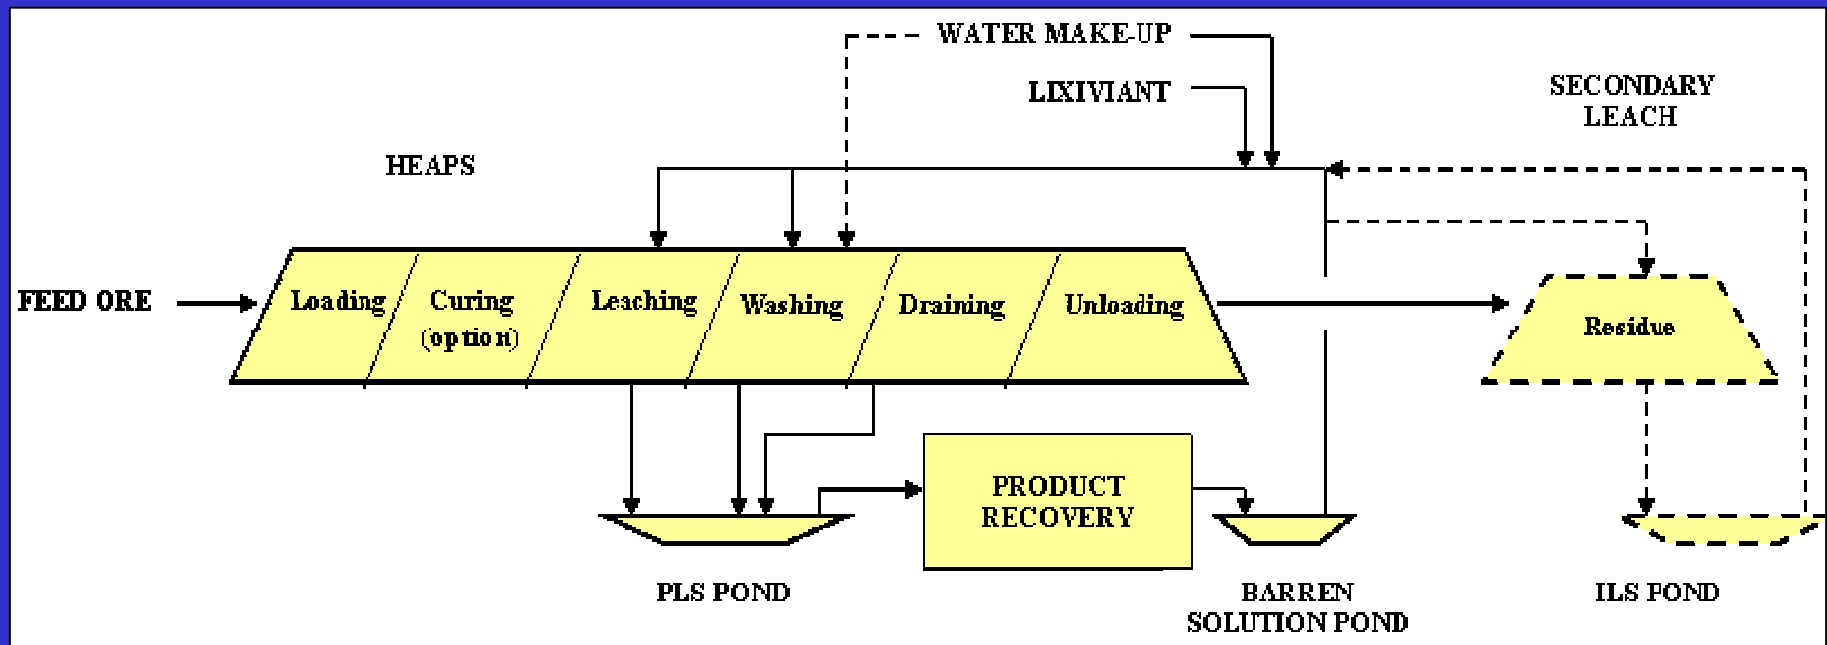 WATER MAKE-UP
LIXIVIANT
SECONDARY
LEACH
HEAPS
FEED ORE
Loading
Curing
(option)
Leaching
Washing
Draining
Unloading
Residue
PRODUCT
RECOVERY
PLS POND
BARREN
SOLUTION POND
ILS POND